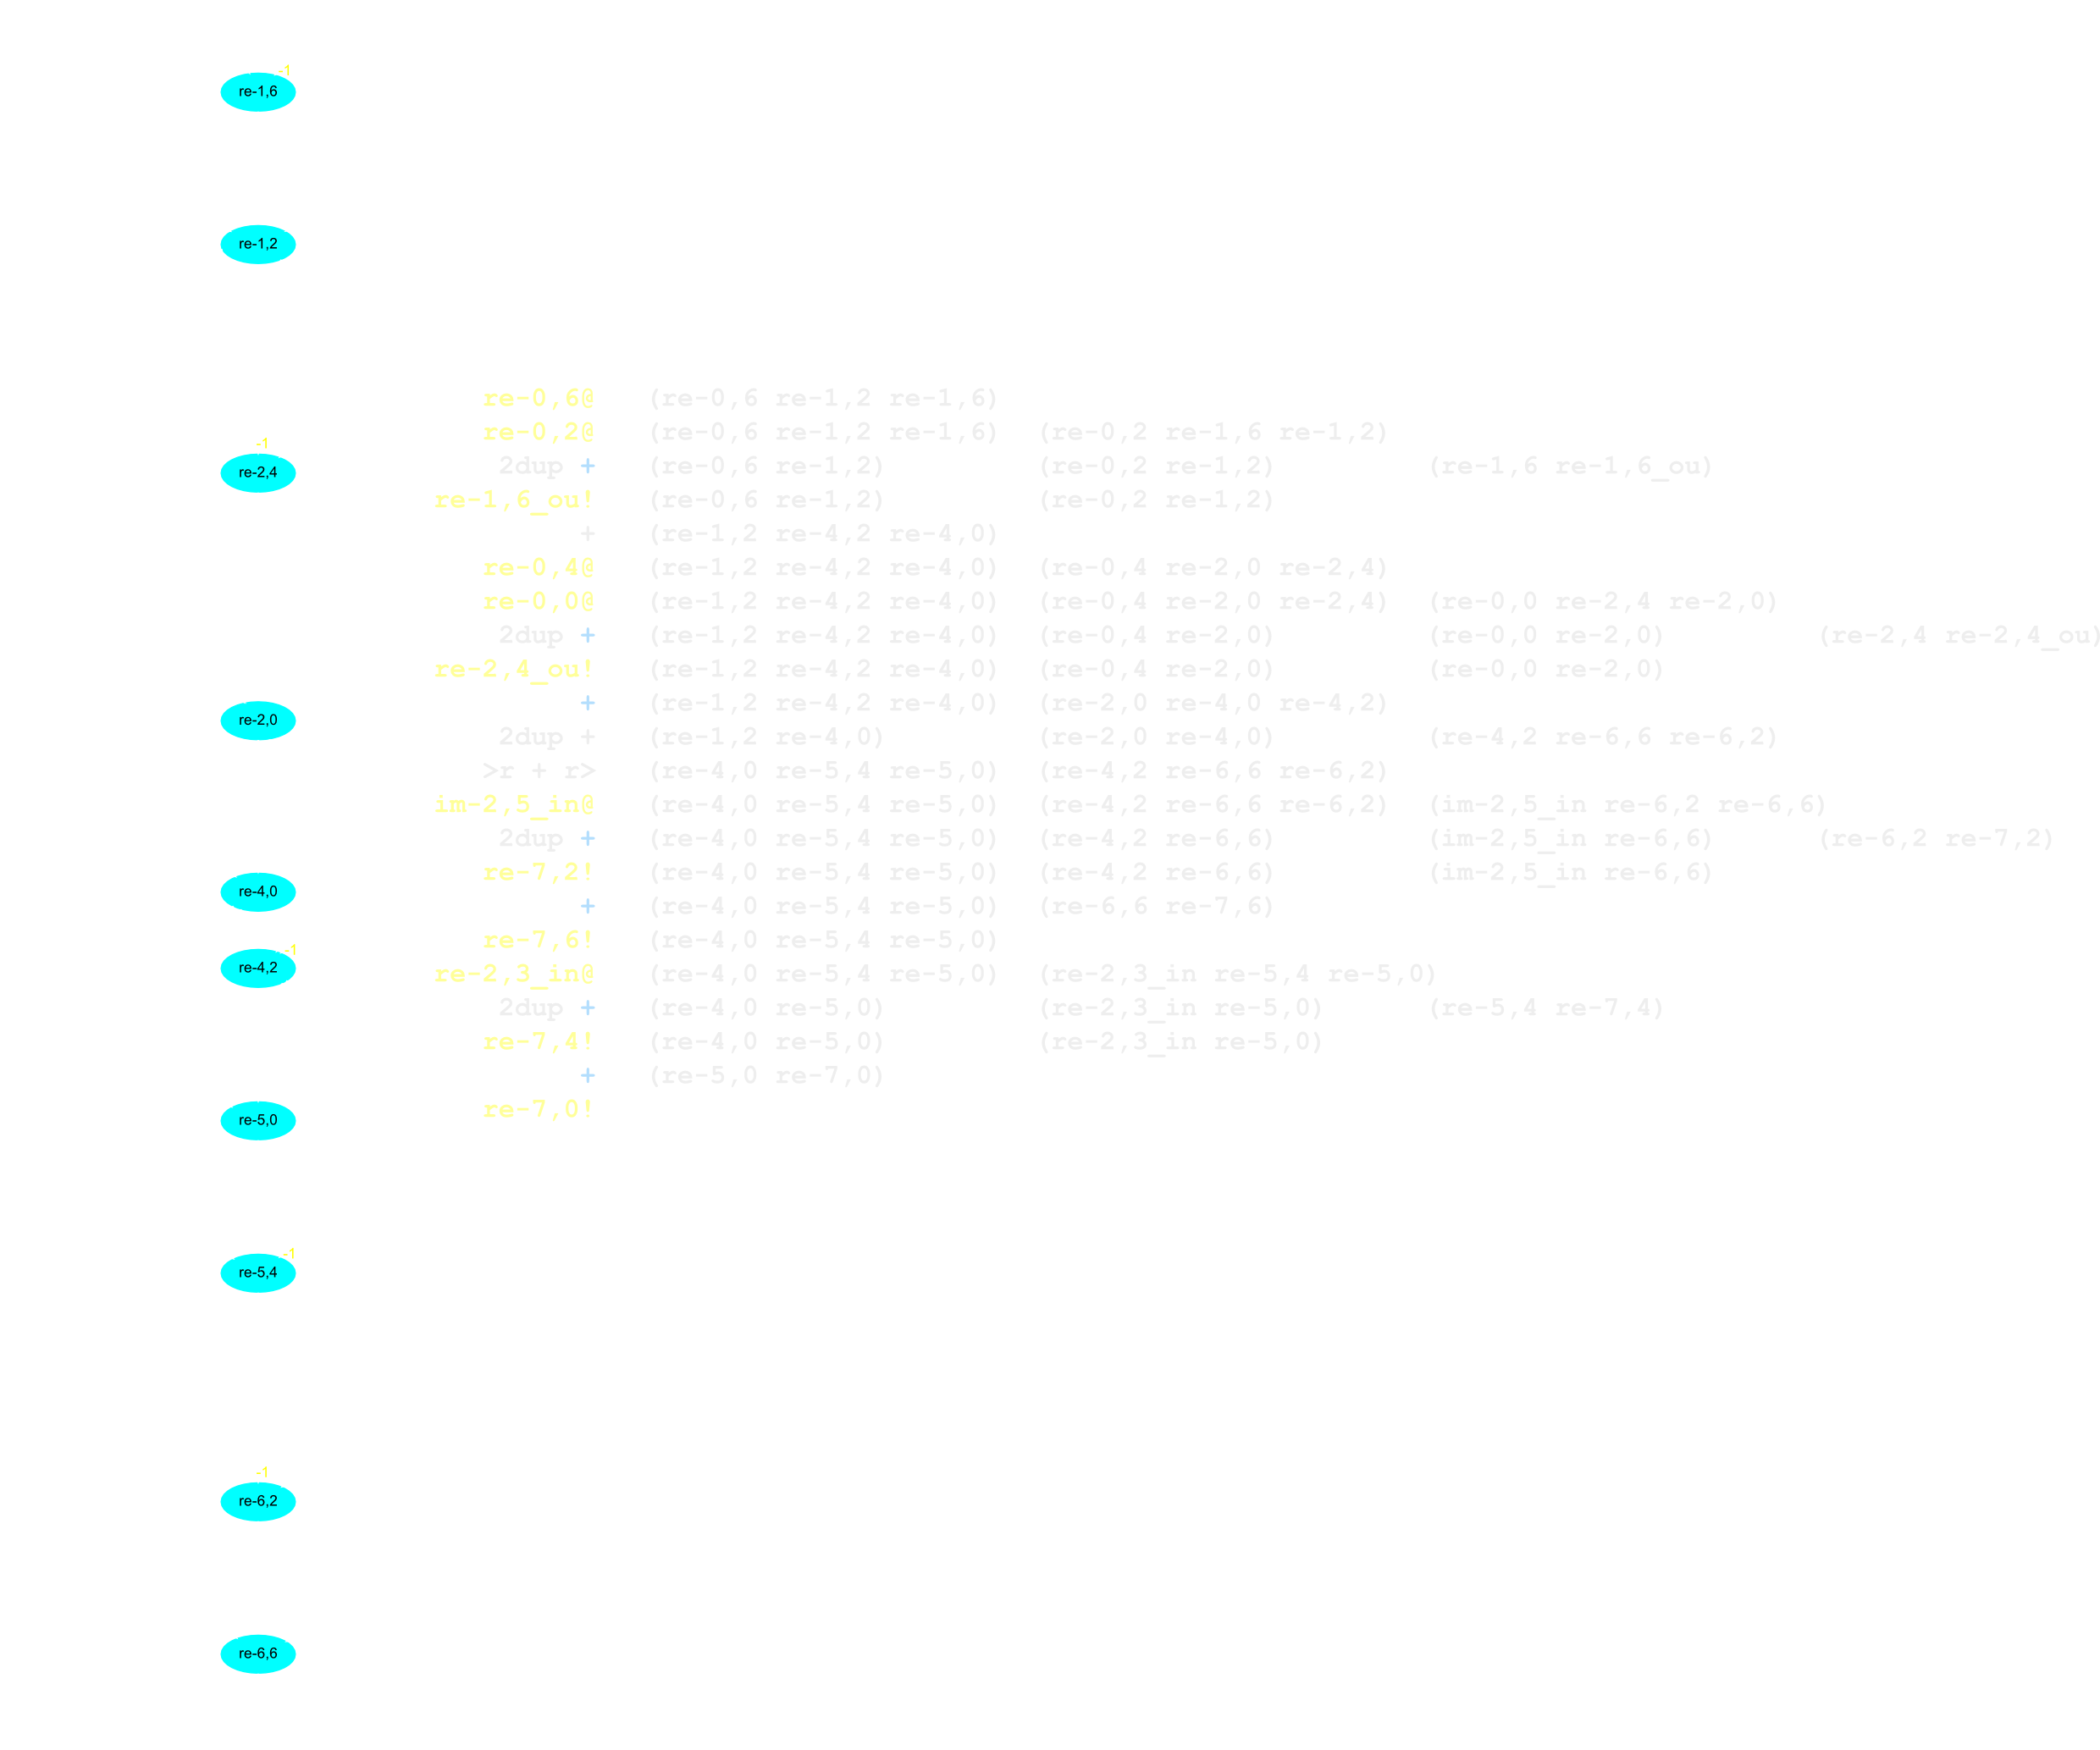 -1
re-1,6
re-1,2
re-0,6@ (re-0,6 re-1,2 re-1,6)
re-0,2@ (re-0,6 re-1,2 re-1,6) (re-0,2 re-1,6 re-1,2)
-1
2dup + (re-0,6 re-1,2) (re-0,2 re-1,2) (re-1,6 re-1,6_ou)
re-2,4
re-1,6_ou! (re-0,6 re-1,2) (re-0,2 re-1,2)
+ (re-1,2 re-4,2 re-4,0)
re-0,4@ (re-1,2 re-4,2 re-4,0) (re-0,4 re-2,0 re-2,4)
re-0,0@ (re-1,2 re-4,2 re-4,0) (re-0,4 re-2,0 re-2,4) (re-0,0 re-2,4 re-2,0)
2dup + (re-1,2 re-4,2 re-4,0) (re-0,4 re-2,0) (re-0,0 re-2,0) (re-2,4 re-2,4_ou)
re-2,4_ou! (re-1,2 re-4,2 re-4,0) (re-0,4 re-2,0) (re-0,0 re-2,0)
+ (re-1,2 re-4,2 re-4,0) (re-2,0 re-4,0 re-4,2)
re-2,0
2dup + (re-1,2 re-4,0) (re-2,0 re-4,0) (re-4,2 re-6,6 re-6,2)
>r + r> (re-4,0 re-5,4 re-5,0) (re-4,2 re-6,6 re-6,2)
im-2,5_in@ (re-4,0 re-5,4 re-5,0) (re-4,2 re-6,6 re-6,2) (im-2,5_in re-6,2 re-6,6)
2dup + (re-4,0 re-5,4 re-5,0) (re-4,2 re-6,6) (im-2,5_in re-6,6) (re-6,2 re-7,2)
re-7,2! (re-4,0 re-5,4 re-5,0) (re-4,2 re-6,6) (im-2,5_in re-6,6)
re-4,0
+ (re-4,0 re-5,4 re-5,0) (re-6,6 re-7,6)
re-7,6! (re-4,0 re-5,4 re-5,0)
-1
re-4,2
re-2,3_in@ (re-4,0 re-5,4 re-5,0) (re-2,3_in re-5,4 re-5,0)
2dup + (re-4,0 re-5,0) (re-2,3_in re-5,0) (re-5,4 re-7,4)
re-7,4! (re-4,0 re-5,0) (re-2,3_in re-5,0)
+ (re-5,0 re-7,0)
re-7,0!
re-5,0
-1
re-5,4
-1
re-6,2
re-6,6